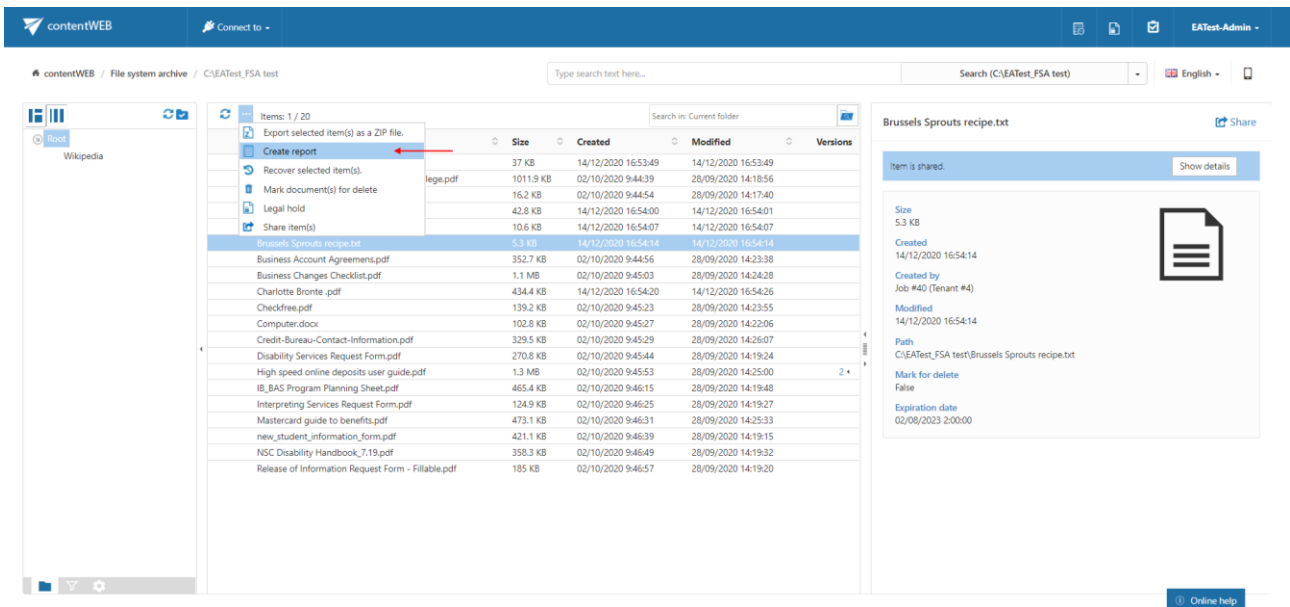 contentWEB Connect to EATest-Admin
contentWEB / File system archive / C:\EATest_FSA test Type search text here... Search (C:\EATest_FSA test) English
Items: 1 / 20 Search in: Current folder
Root
Wikipedia
Export selected item(s) as a ZIP file.
Create report
Recover selected item(s).
Mark document(s) for delete
Legal hold
Share item(s)
Size Created Modified Versions
37 KB 14/12/2020 16:53:49 14/12/2020 16:53:49
lege.pdf 1011.9 KB 02/10/2020 9:44:39 28/09/2020 14:18:56
16.2 KB 02/10/2020 9:44:54 28/09/2020 14:17:40
42.8 KB 14/12/2020 16:54:00 14/12/2020 16:54:01
10.6 KB 14/12/2020 16:54:07 14/12/2020 16:54:07
Brussels Sprouts recipe.txt 5.3 KB 14/12/2020 16:54:14 14/12/2020 16:54:14
Business Account Agreemens.pdf 352.7 KB 02/10/2020 9:44:56 28/09/2020 14:23:38
Business Changes Checklist.pdf 1.1 MB 02/10/2020 9:45:03 28/09/2020 14:24:28
Charlotte Bronte .pdf 434.4 KB 14/12/2020 16:54:20 14/12/2020 16:54:26
Checkfree.pdf 139.2 KB 02/10/2020 9:45:23 28/09/2020 14:23:55
Computer.docx 102.8 KB 02/10/2020 9:45:27 28/09/2020 14:22:06
Credit-Bureau-Contact-Information.pdf 329.5 KB 02/10/2020 9:45:29 28/09/2020 14:26:07
Disability Services Request Form.pdf 270.8 KB 02/10/2020 9:45:44 28/09/2020 14:19:24
High speed online deposits user guide.pdf 1.3 MB 02/10/2020 9:45:53 28/09/2020 14:25:00 2
IB_BAS Program Planning Sheet.pdf 465.4 KB 02/10/2020 9:46:15 28/09/2020 14:19:48
Interpreting Services Request Form.pdf 124.9 KB 02/10/2020 9:46:25 28/09/2020 14:19:27
Mastercard guide to benefits.pdf 473.1 KB 02/10/2020 9:46:31 28/09/2020 14:25:33
new_student_information_form.pdf 421.1 KB 02/10/2020 9:46:39 28/09/2020 14:19:15
NSC Disability Handbook_7.19.pdf 358.3 KB 02/10/2020 9:46:49 28/09/2020 14:19:32
Release of Information Request Form - Fillable.pdf 185 KB 02/10/2020 9:46:57 28/09/2020 14:19:20
Brussels Sprouts recipe.txt Share
Item is shared. Show details
Size
5.3 KB
Created
14/12/2020 16:54:14
Created by
Job #40 (Tenant #4)
Modified
14/12/2020 16:54:14
Path
C:\EATest_FSA test\Brussels Sprouts recipe.txt
Mark for delete
False
Expiration date
02/08/2023 2:00:00
Online help